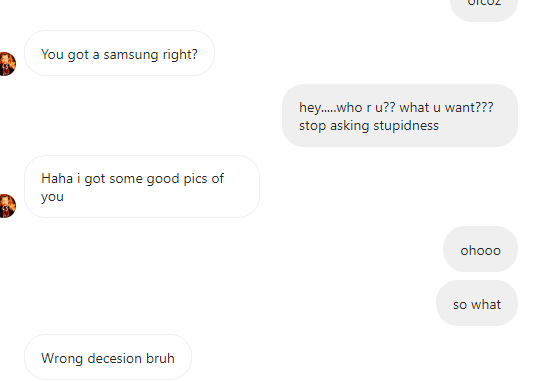 ofcoz
You got a samsung right?
hey.....who r u?? what u want???
stop asking stupidness
Haha i got some good pics of
you
ohooo
so what
Wrong decesion bruh